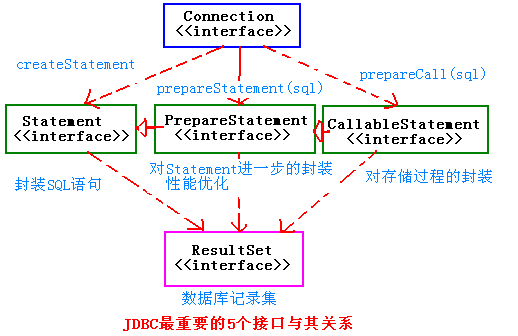 Connection
<<interface>>
createStatement
prepareStatement(sql)
prepareCall(sql)
Statement
<<interface>>
PrepareStatement
<<interface>>
CallableStatement
<<interface>>
封装SQL语句
对Statement进一步的封装
性能优化
对存储过程的封装
ResultSet
<<interface>>
数据库记录集
JDBC最重要的5个接口与其关系